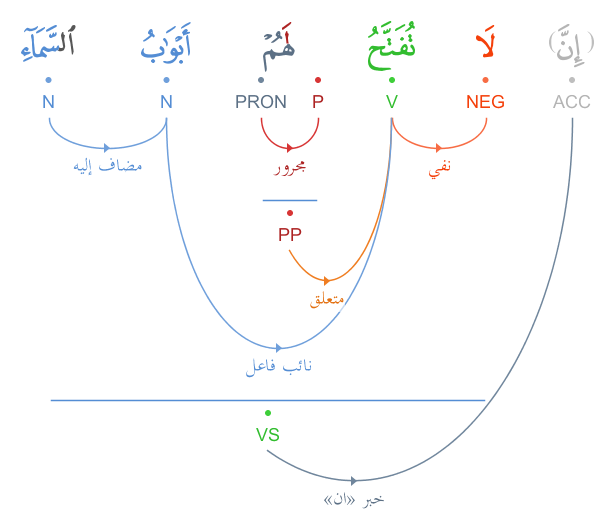 (إِنَّ) لَا تُفَتَّحُ لَهُمْ أَبْوَٰبُ ٱلسَّمَآءِ
ACC NEG V P PRON N N
نفي مجرور مضاف إليه
PP
متعلق
نائب فاعل
VS
خبر «ان»